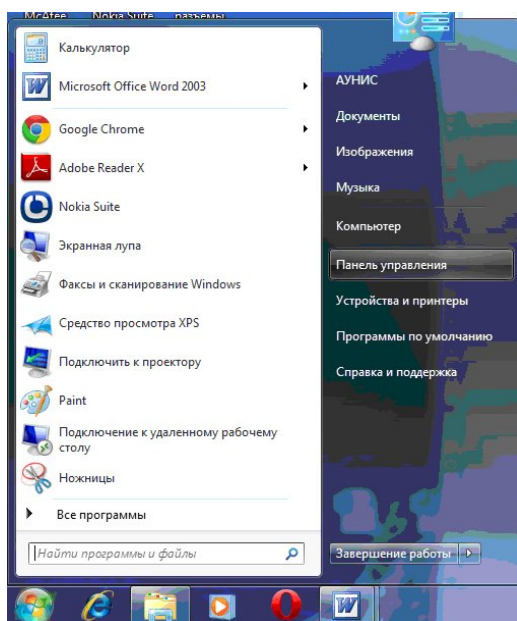 McAfee Nokia Suite разъемы
Калькулятор
Microsoft Office Word 2003
Google Chrome
Adobe Reader X
Nokia Suite
Экранная лупа
Факсы и сканирование Windows
Средство просмотра XPS
Подключить к проектору
Paint
Подключение к удаленному рабочему
столу
Ножницы
Все программы
Найти программы и файлы
АУНИС
Документы
Изображения
Музыка
Компьютер
Панель управления
Устройства и принтеры
Программы по умолчанию
Справка и поддержка
Завершение работы